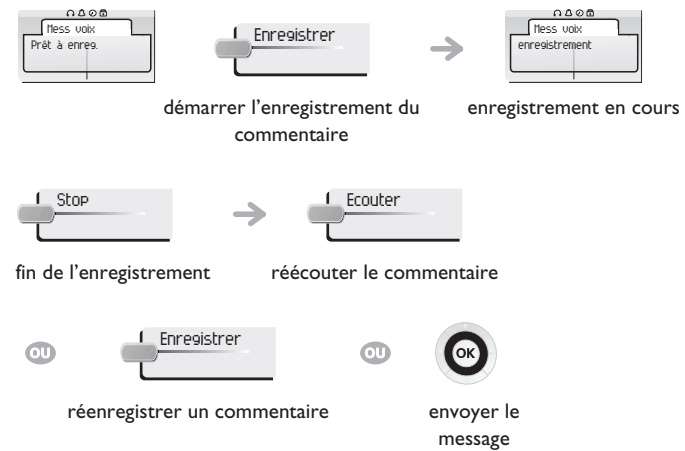 Mess voix
Prêt à enreg.
Enregistrer
Mess voix
enregistrement
démarrer l'enregistrement du
commentaire
enregistrement en cours
Stop
Ecouter
fin de l'enregistrement
réécouter le commentaire
OU
Enregistrer
OU
OK
réenregistrer un commentaire
envoyer le
message